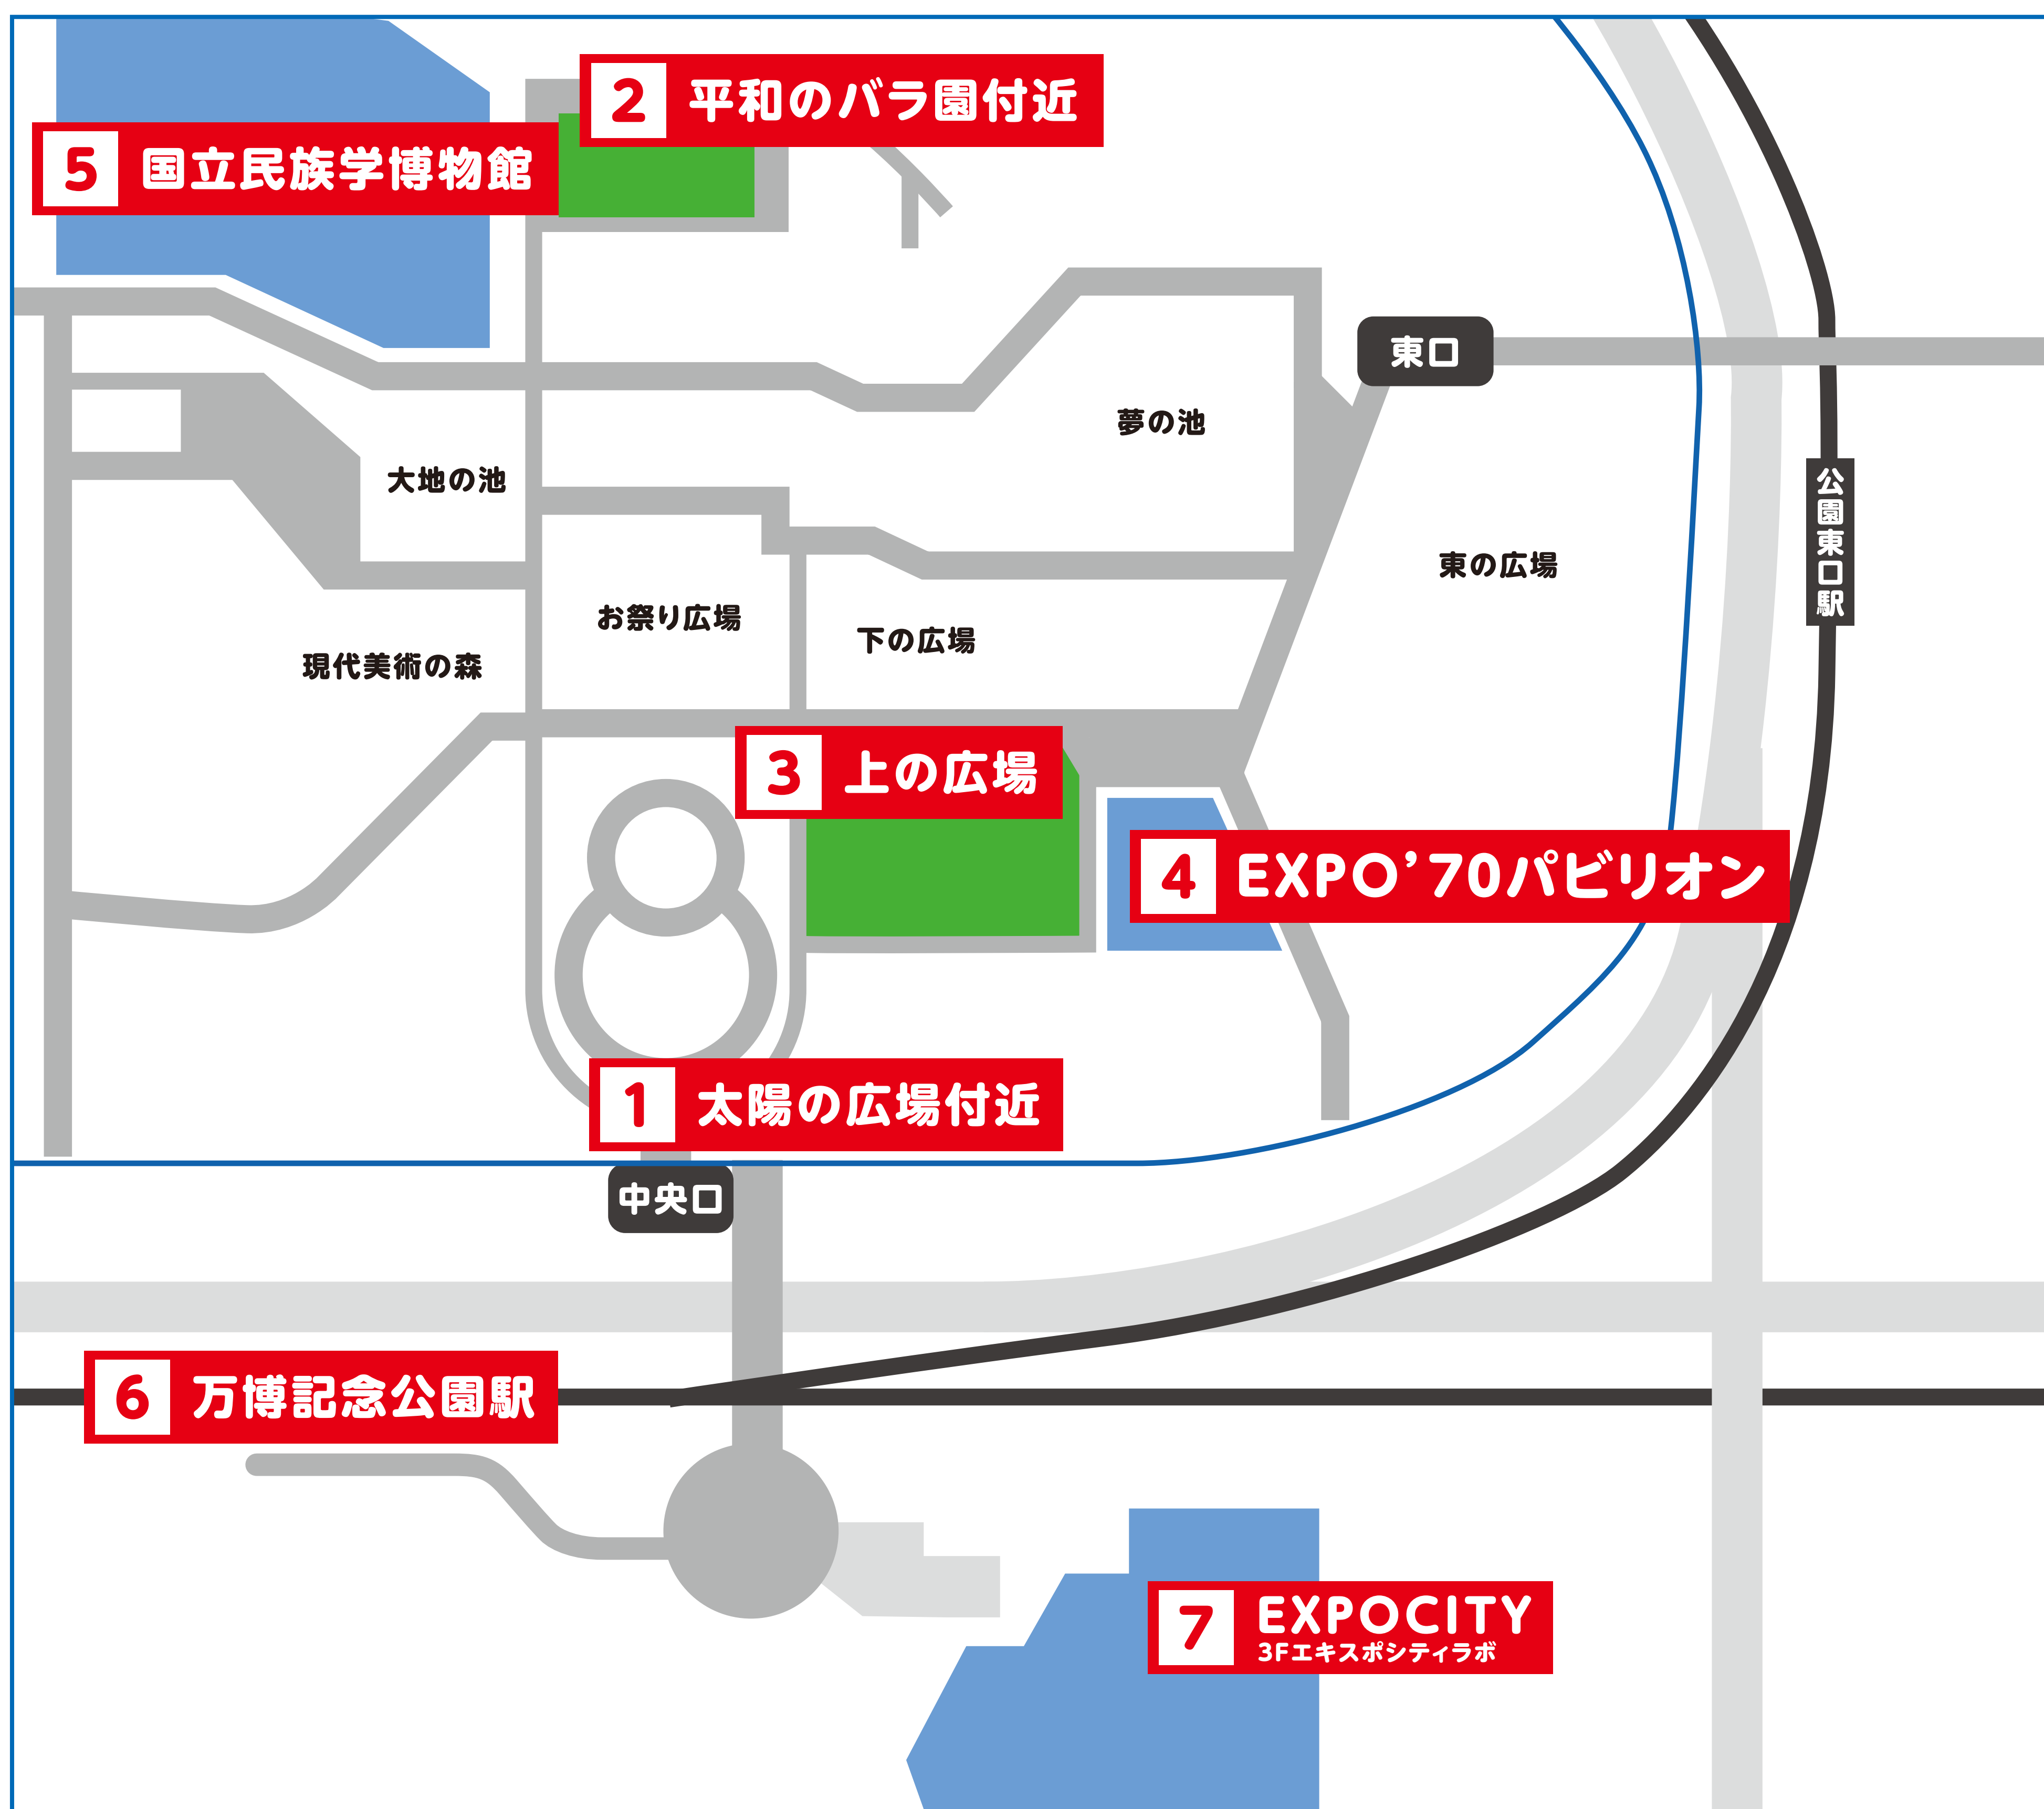 2 平和のバラ園付近
5 国立民族学博物館
東口
夢の池
大地の池
公園東口駅
東の広場
お祭り広場
下の広場
現代美術の森
3 上の広場
4 EXPO’70パビリオン
1 太陽の広場付近
中央口
6 万博記念公園駅
7 EXPOCITY
3Fエキスポシティラボ